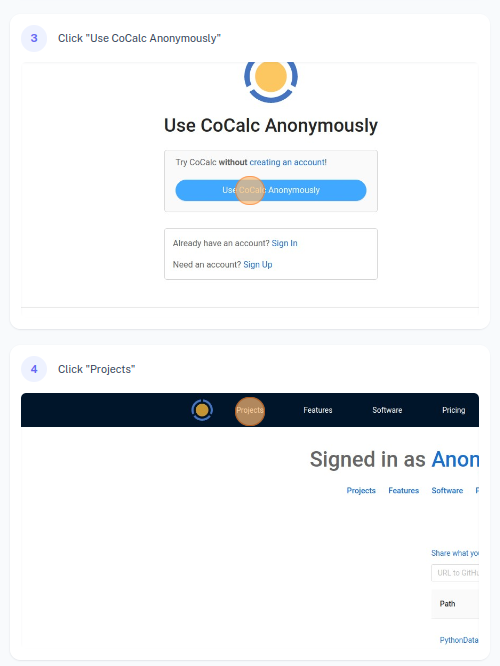 3 Click "Use CoCalc Anonymously"
Use CoCalc Anonymously
Try CoCalc without creating an account!
Use CoCalc Anonymously
Already have an account? Sign In
Need an account? Sign Up
4 Click "Projects"
Projects Features Software Pricing
Signed in as Anon
Projects Features Software
Share what you
URL to GitHu
Path
PythonData